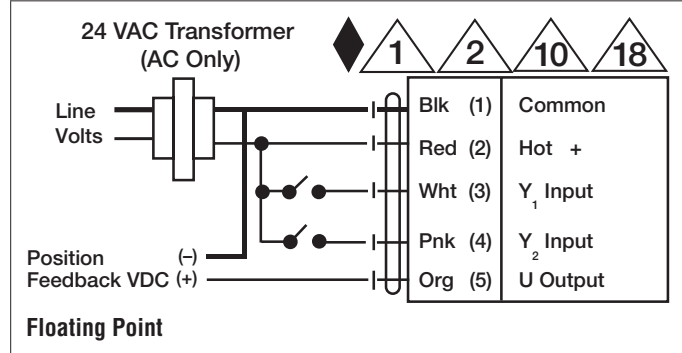 24 VAC Transformer
(AC Only)
1 2 10 18
Line
Volts
Blk (1) Common
Red (2) Hot +
Wht (3) Y1 Input
Pnk (4) Y2 Input
Org (5) U Output
Position (–)
Feedback VDC (+)
Floating Point